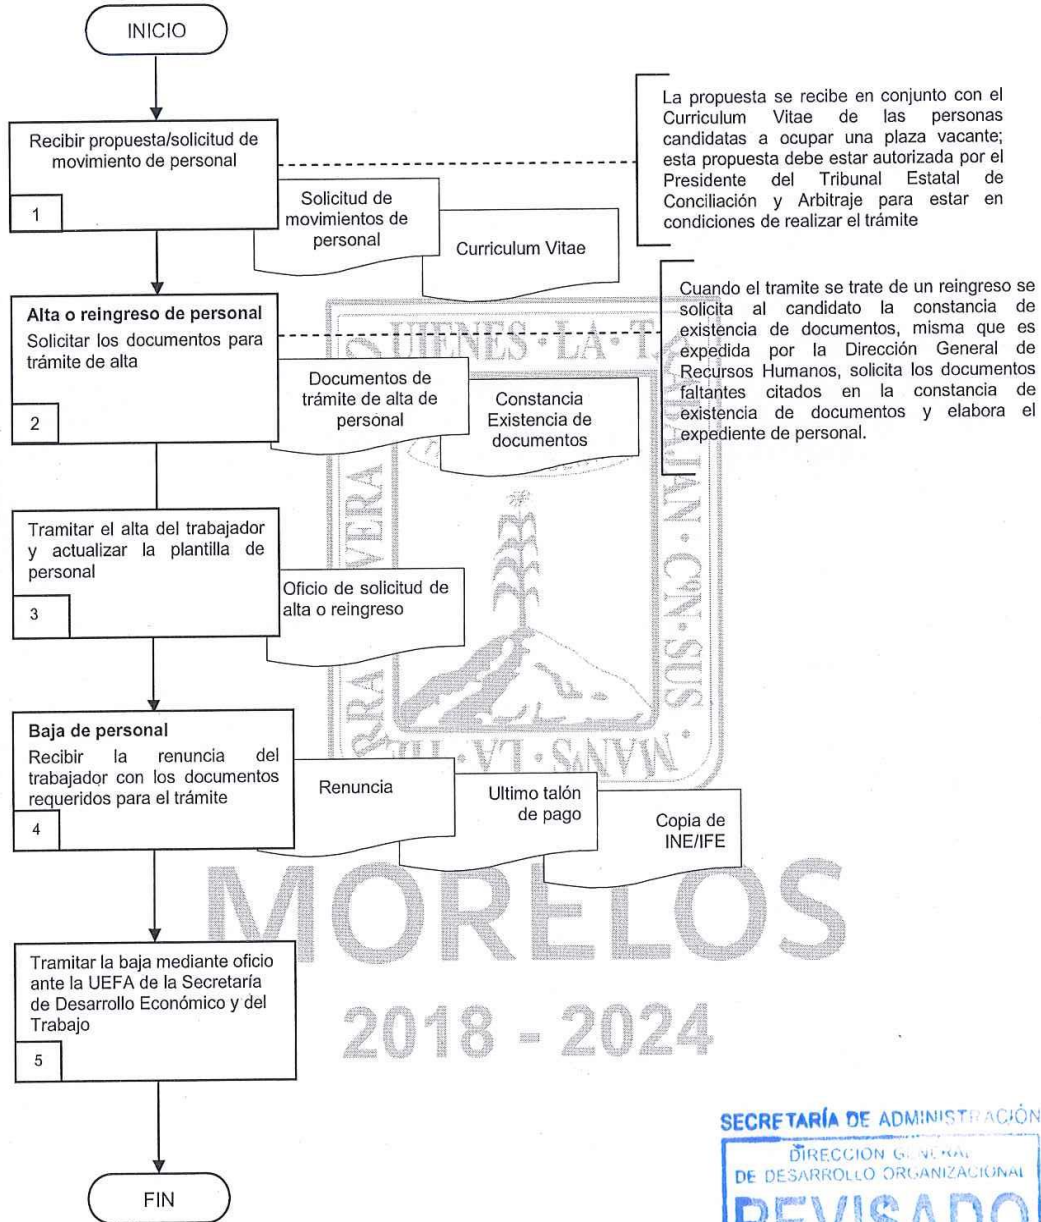 INICIO
Recibir propuesta/solicitud de
movimiento de personal
1
Solicitud de
movimientos de
personal
Curriculum Vitae
La propuesta se recibe en conjunto con el
Curriculum Vitae de las personas
candidatas a ocupar una plaza vacante;
esta propuesta debe estar autorizada por el
Presidente del Tribunal Estatal de
Conciliación y Arbitraje para estar en
condiciones de realizar el trámite
Alta o reingreso de personal
Solicitar los documentos para
trámite de alta
2
Documentos de
trámite de alta de
personal
Constancia
Existencia de
documentos
Cuando el tramite se trate de un reingreso se
solicita al candidato la constancia de
existencia de documentos, misma que es
expedida por la Dirección General de
Recursos Humanos, solicita los documentos
faltantes citados en la constancia de
existencia de documentos y elabora el
expediente de personal.
Tramitar el alta del trabajador
y actualizar la plantilla de
personal
3
Oficio de solicitud de
alta o reingreso
Baja de personal
Recibir la renuncia del
trabajador con los documentos
requeridos para el trámite
4
Renuncia
Ultimo talón
de pago
Copia de
INE/IFE
Tramitar la baja mediante oficio
ante la UEFA de la Secretaría
de Desarrollo Económico y del
Trabajo
5
FIN
MORELOS
2018 - 2024
SECRETARÍA DE ADMINISTRACIÓN
DIRECCIÓN GENERAL
DE DESARROLLO ORGANIZACIONAL
REVISADO